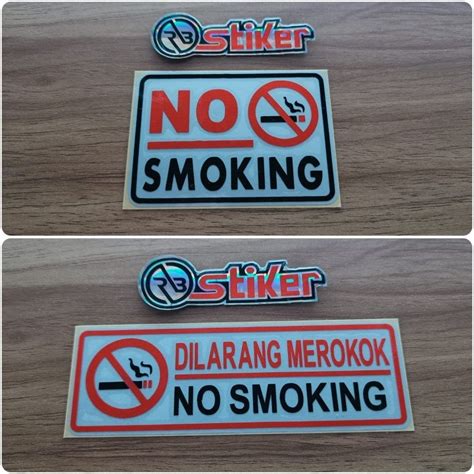 RB stiker
NO
SMOKING
RB stiker
DILARANG MEROKOK
NO SMOKING